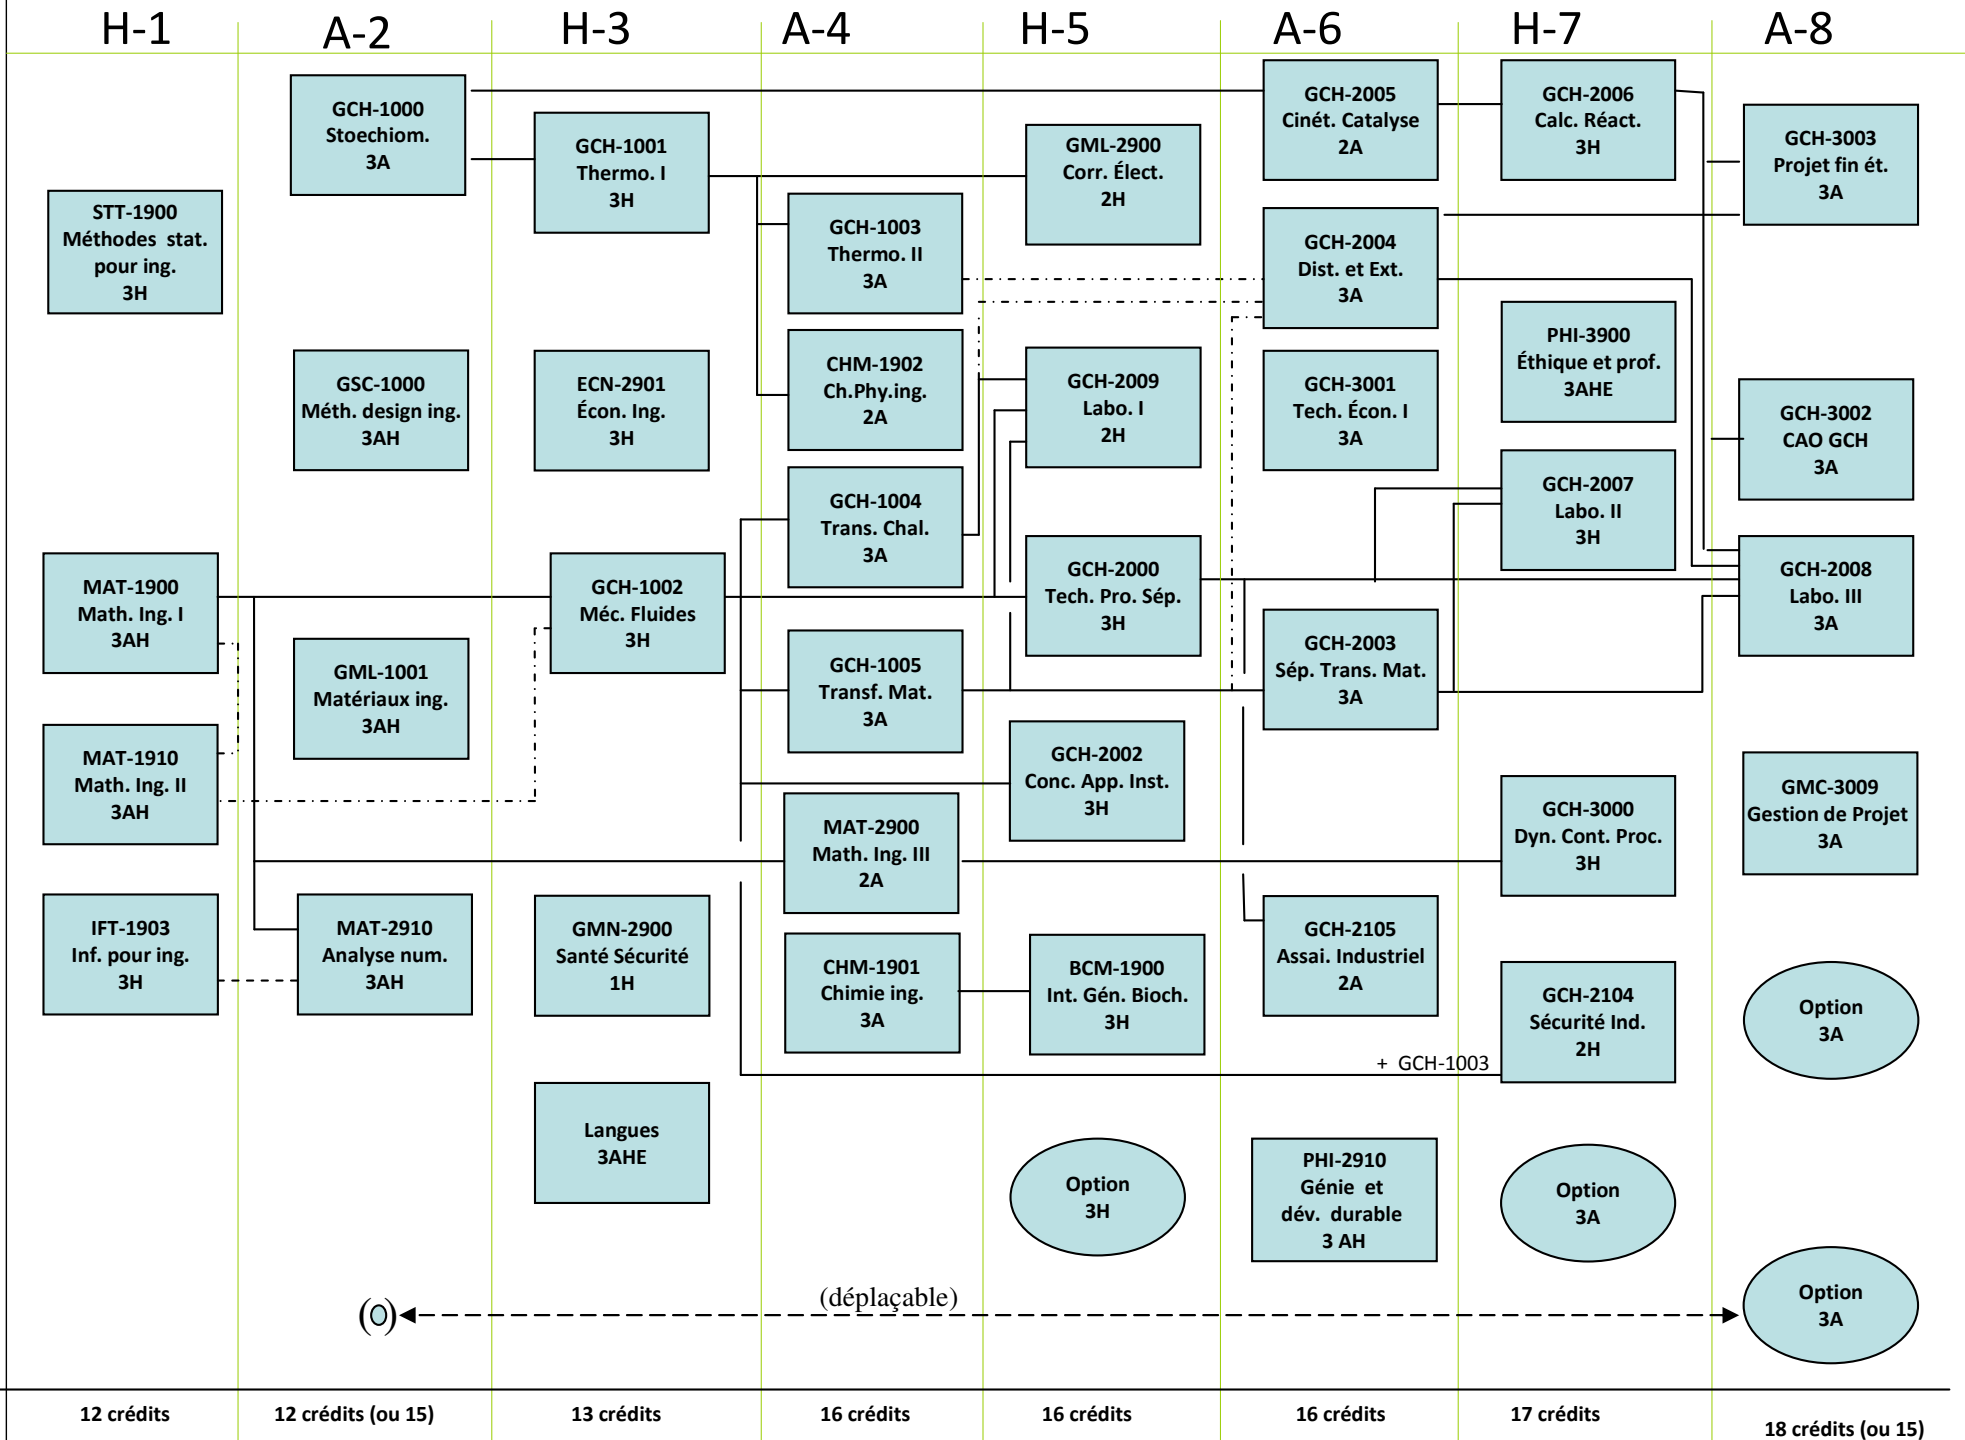 H-1
A-2
H-3
A-4
H-5
A-6
H-7
A-8
STT-1900
Méthodes stat.
pour ing.
3H
MAT-1900
Math. Ing. I
3AH
MAT-1910
Math. Ing. II
3AH
IFT-1903
Inf. pour ing.
3H
GCH-1000
Stoechiom.
3A
GSC-1000
Méth. design ing.
3AH
GML-1001
Matériaux ing.
3AH
MAT-2910
Analyse num.
3AH
GCH-1001
Thermo. I
3H
ECN-2901
Écon. Ing.
3H
GCH-1002
Méc. Fluides
3H
GMN-2900
Santé Sécurité
1H
Langues
3AHE
GCH-1003
Thermo. II
3A
CHM-1902
Ch.Phy.ing.
2A
GCH-1004
Trans. Chal.
3A
GCH-1005
Transf. Mat.
3A
MAT-2900
Math. Ing. III
2A
CHM-1901
Chimie ing.
3A
GML-2900
Corr. Élect.
2H
GCH-2009
Labo. I
2H
GCH-2000
Tech. Pro. Sép.
3H
GCH-2002
Conc. App. Inst.
3H
BCM-1900
Int. Gén. Bioch.
3H
Option
3H
GCH-2005
Cinét. Catalyse
2A
GCH-2004
Dist. et Ext.
3A
GCH-3001
Tech. Écon. I
3A
GCH-2003
Sép. Trans. Mat.
3A
GCH-2105
Assai. Industriel
2A
+ GCH-1003
PHI-2910
Génie et
dév. durable
3 AH
GCH-2006
Calc. Réact.
3H
PHI-3900
Éthique et prof.
3AHE
GCH-2007
Labo. II
3H
GCH-3000
Dyn. Cont. Proc.
3H
GCH-2104
Sécurité Ind.
2H
Option
3A
GCH-3003
Projet fin ét.
3A
GCH-3002
CAO GCH
3A
GCH-2008
Labo. III
3A
GMC-3009
Gestion de Projet
3A
Option
3A
Option
3A
( )
(déplaçable)
12 crédits
12 crédits (ou 15)
13 crédits
16 crédits
16 crédits
16 crédits
17 crédits
18 crédits (ou 15)